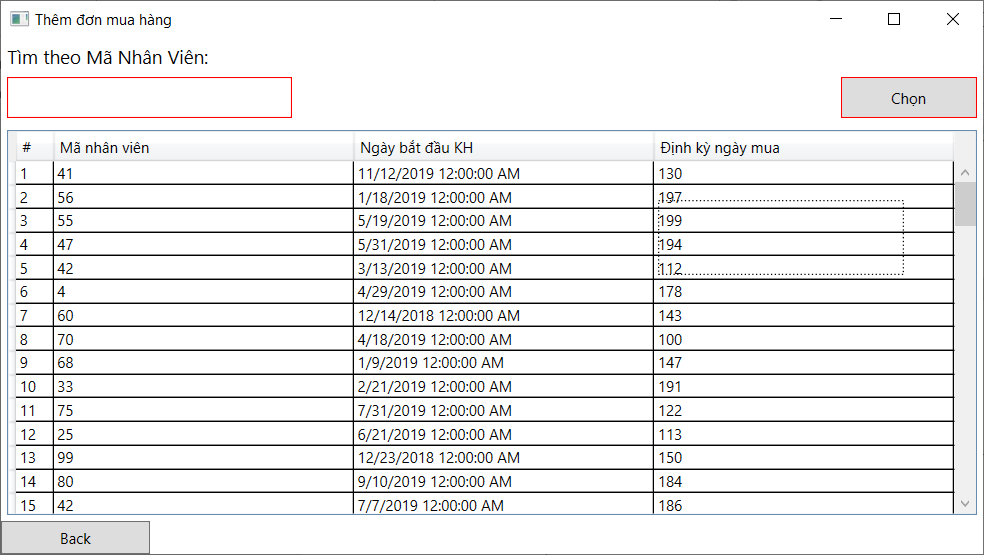 Thêm đơn mua hàng
Tìm theo Mã Nhân Viên:
Chọn
# Mã nhân viên Ngày bắt đầu KH Định kỳ ngày mua
1 41 11/12/2019 12:00:00 AM 130
2 56 1/18/2019 12:00:00 AM 197
3 55 5/19/2019 12:00:00 AM 199
4 47 5/31/2019 12:00:00 AM 194
5 42 3/13/2019 12:00:00 AM 112
6 4 4/29/2019 12:00:00 AM 178
7 60 12/14/2018 12:00:00 AM 143
8 70 4/18/2019 12:00:00 AM 100
9 68 1/9/2019 12:00:00 AM 147
10 33 2/21/2019 12:00:00 AM 191
11 75 7/31/2019 12:00:00 AM 122
12 25 6/21/2019 12:00:00 AM 113
13 99 12/23/2018 12:00:00 AM 150
14 80 9/10/2019 12:00:00 AM 184
15 42 7/7/2019 12:00:00 AM 186
Back